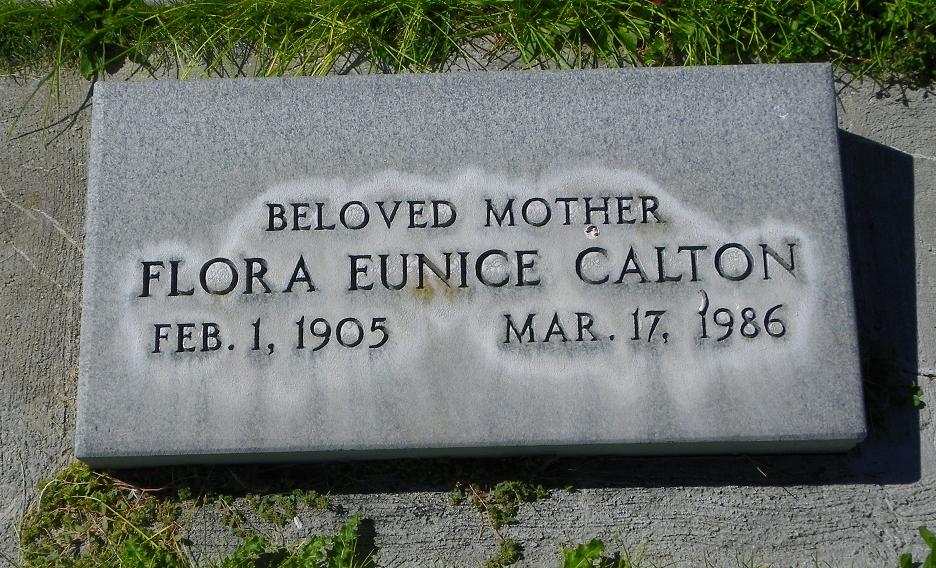 BELOVED MOTHER
FLORA EUNICE CALTON
FEB. 1, 1905 MAR. 17, 1986